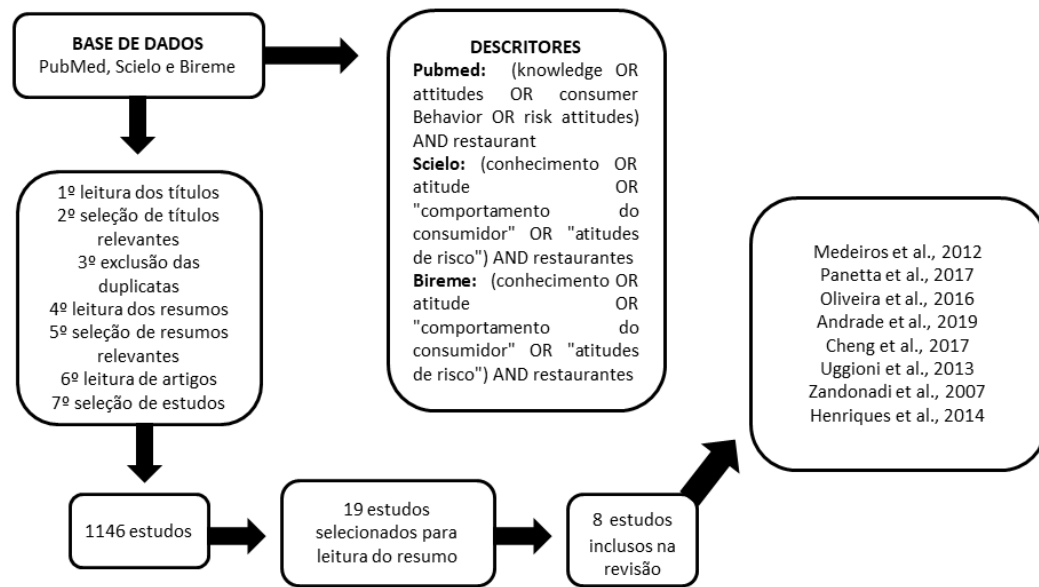 BASE DE DADOS
PubMed, Scielo e Bireme
DESCRITORES
Pubmed: (knowledge OR
attitudes OR consumer
Behavior OR risk attitudes)
AND restaurant
Scielo: (conhecimento OR
atitude OR
"comportamento do
consumidor" OR "atitudes
de risco") AND restaurantes
Bireme: (conhecimento OR
atitude OR
"comportamento do
consumidor" OR "atitudes
de risco") AND restaurantes
1º leitura dos títulos
2º seleção de títulos
relevantes
3º exclusão das
duplicatas
4º leitura dos resumos
5º seleção de resumos
relevantes
6º leitura de artigos
7º seleção de estudos
1146 estudos
19 estudos
selecionados para
leitura do resumo
8 estudos
inclusos na
revisão
Medeiros et al., 2012
Panetta et al., 2017
Oliveira et al., 2016
Andrade et al., 2019
Cheng et al., 2017
Uggioni et al., 2013
Zandonadi et al., 2007
Henriques et al., 2014